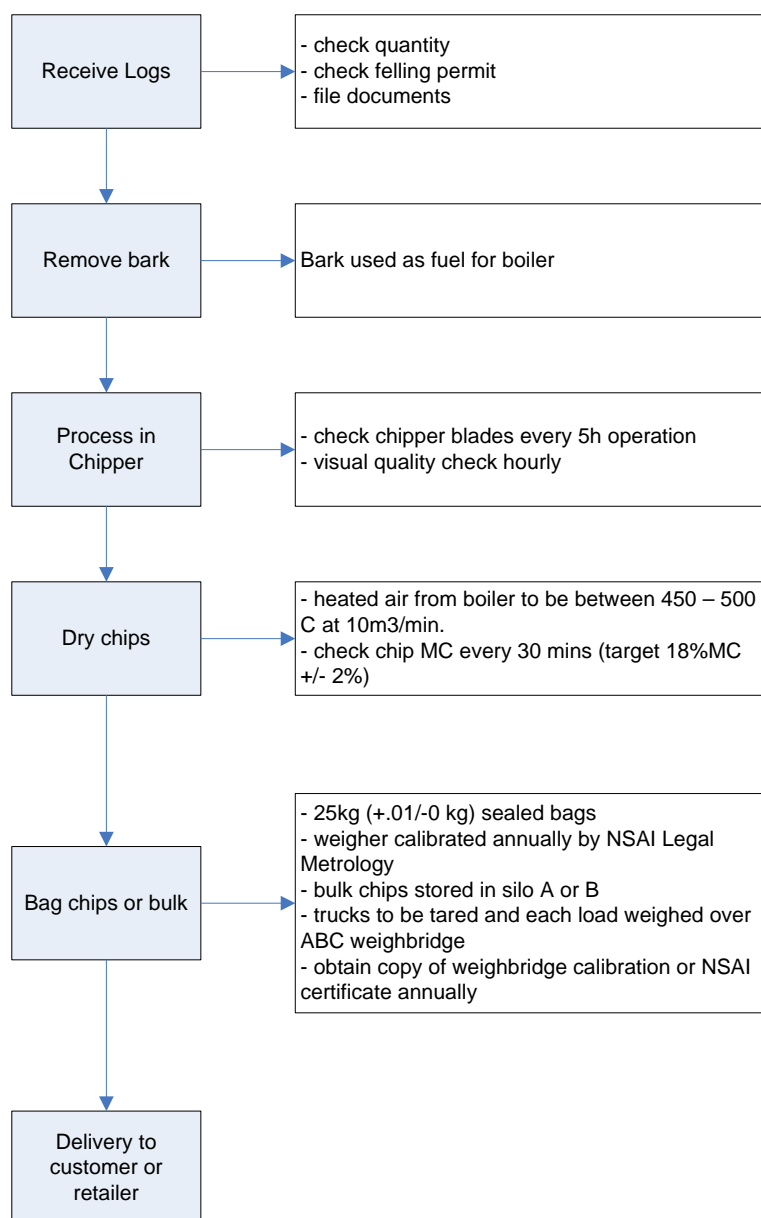 Receive Logs
- check quantity
- check felling permit
- file documents
Remove bark
Bark used as fuel for boiler
Process in
Chipper
- check chipper blades every 5h operation
- visual quality check hourly
Dry chips
- heated air from boiler to be between 450 – 500
C at 10m3/min.
- check chip MC every 30 mins (target 18%MC
+/- 2%)
Bag chips or bulk
- 25kg (+.01/-0 kg) sealed bags
- weigher calibrated annually by NSAI Legal
Metrology
- bulk chips stored in silo A or B
- trucks to be tared and each load weighed over
ABC weighbridge
- obtain copy of weighbridge calibration or NSAI
certificate annually
Delivery to
customer or
retailer